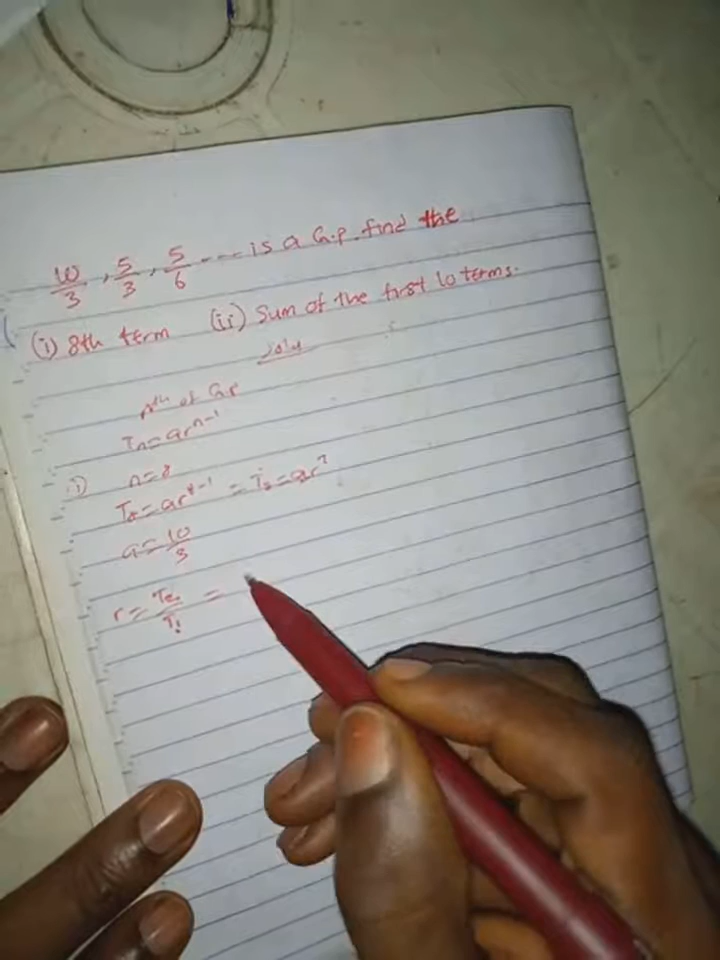 10/3, 5/3, 5/6 --- is a G.P. find the
(i) 8th term (ii) Sum of the first 10 terms.
Soln
nth of G.P
Tn = ar^n-1
i) n = 8
T8 = ar^8-1 = T8 = ar^7
a = 10/3
r = T2/T1 =